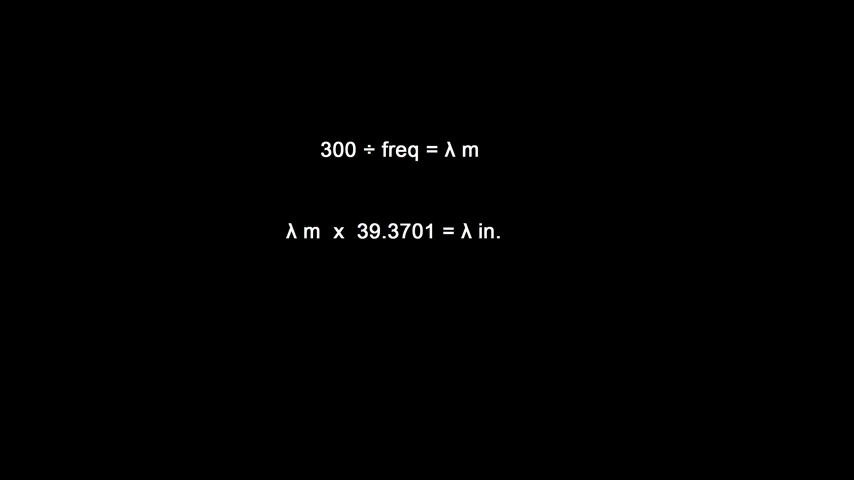 300 ÷ freq = λ m
λ m x 39.3701 = λ in.